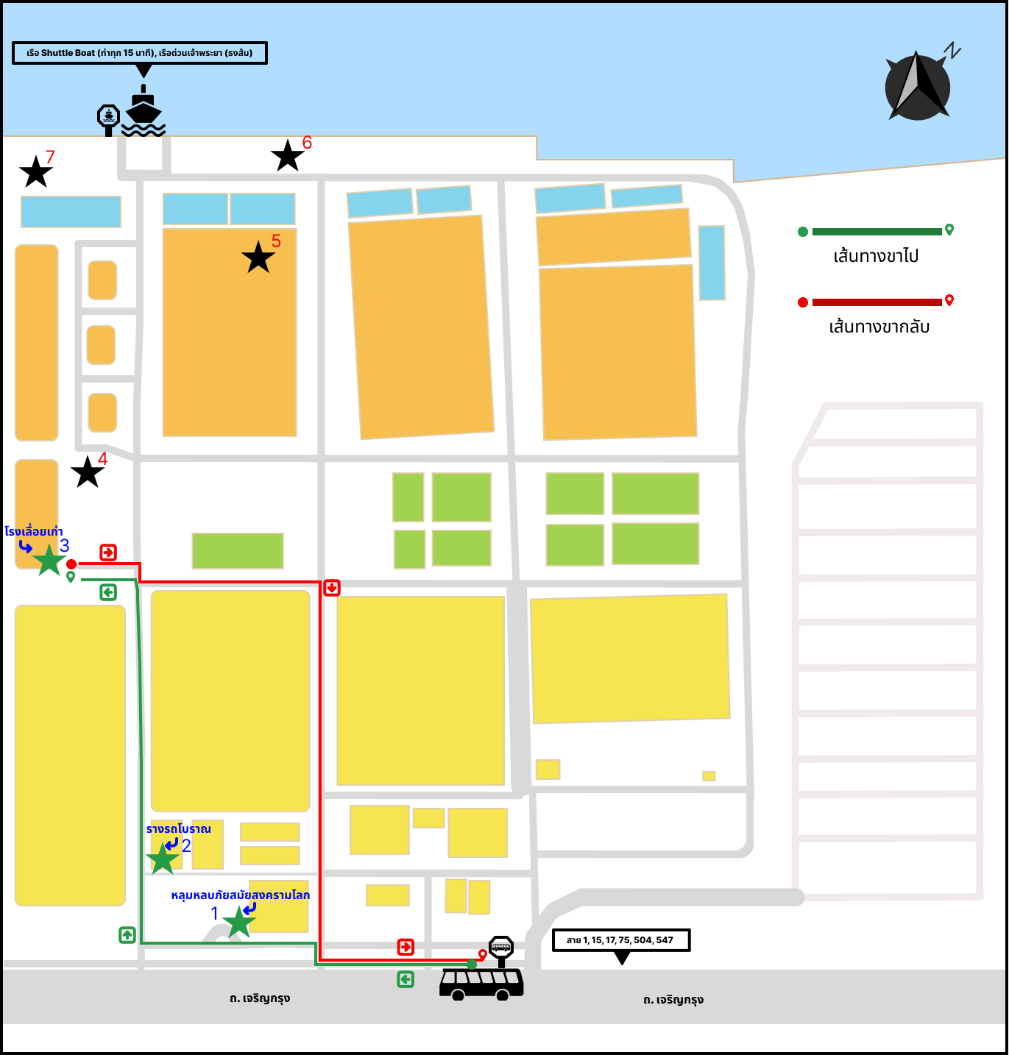 เรือ Shuttle Boat (ท่าทุก 15 นาที), เรือด่วนเจ้าพระยา (ธงส้ม)
N
7
6
5
เส้นทางขาไป
เส้นทางขากลับ
4
โรงเลื่อยเก่า
3
รางรถโบราณ
2
หลุมหลบภัยสมัยสงครามโลก
1
สาย 1, 15, 17, 75, 504, 547
ถ. เจริญกรุง
ถ. เจริญกรุง